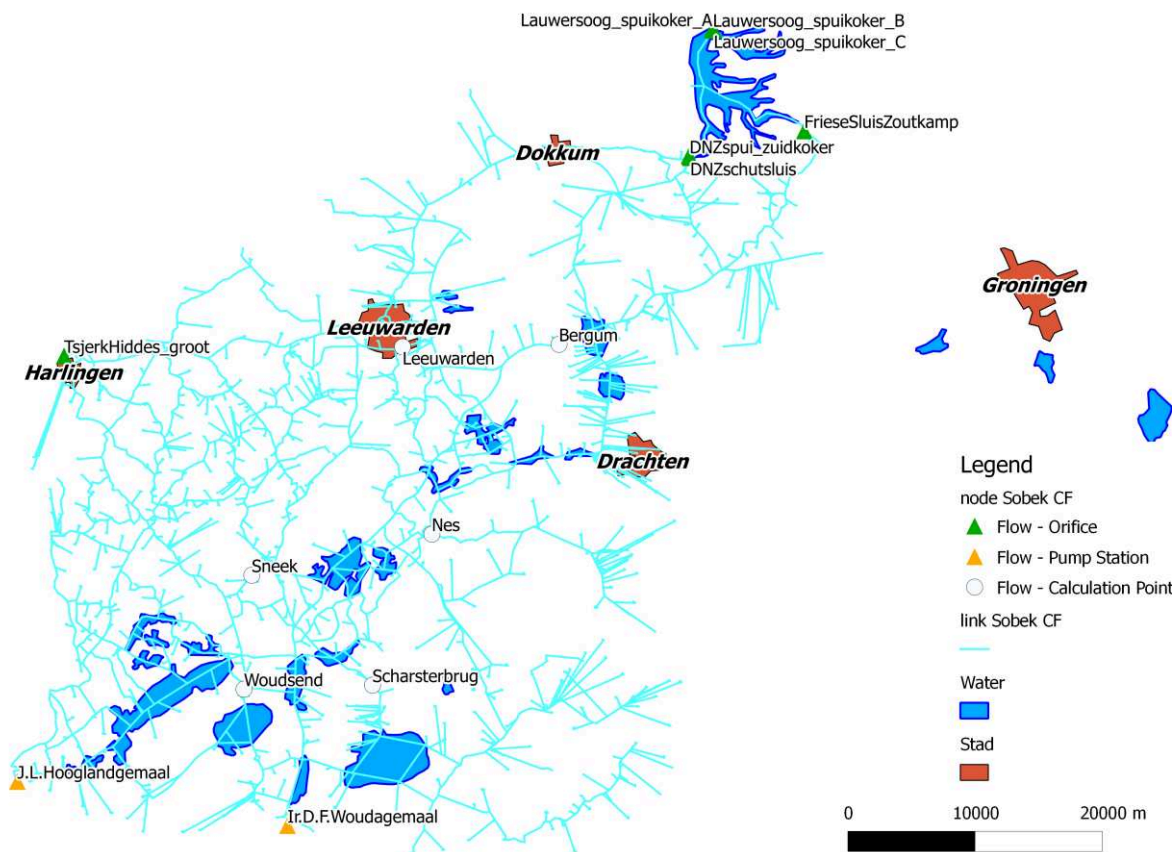 Lauwersoog_spuikoker_ALauwersoog_spuikoker_B
Lauwersoog_spuikoker_C
FrieseSluisZoutkamp
DNZspui_zuidkoker
DNZschutsluis
Dokkum
Groningen
Leeuwarden
Bergum
Leeuwarden
TsjerkHiddes_groot
Harlingen
Drachten
Nes
Sneek
Woudsend
Scharsterbrug
J.L.Hooglandgemaal
Ir.D.F.Woudagemaal
Legend
node Sobek CF
Flow - Orifice
Flow - Pump Station
Flow - Calculation Point
link Sobek CF
Water
Stad
0 10000 20000 m